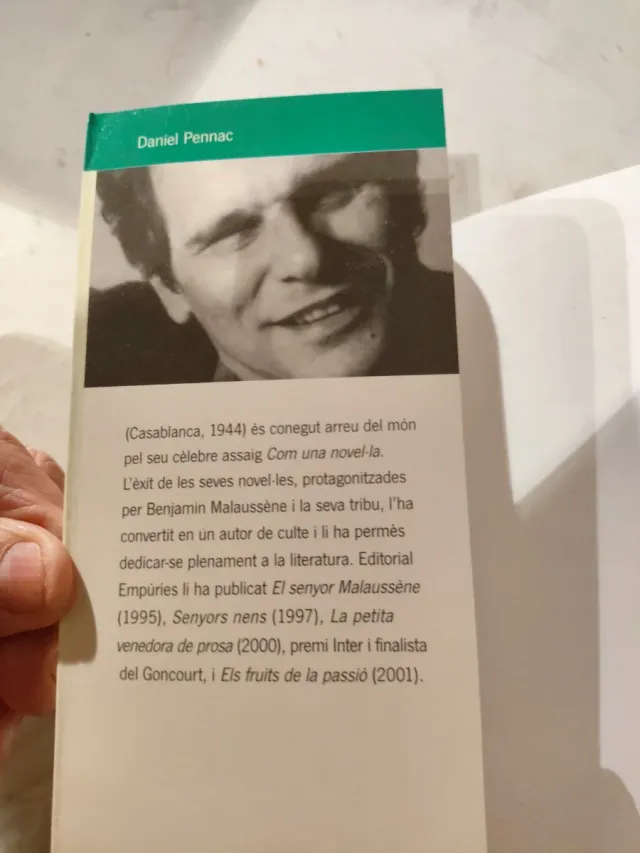 Daniel Pennac
(Casablanca, 1944) és conegut arreu del món
pel seu cèlebre assaig Com una novel·la.
L'èxit de les seves novel·les, protagonitzades
per Benjamin Malaussène i la seva tribu, l'ha
convertit en un autor de culte i li ha permès
dedicar-se plenament a la literatura. Editorial
Empúries li ha publicat El senyor Malaussène
(1995), Senyors nens (1997), La petita
venedora de prosa (2000), premi Inter i finalista
del Goncourt, i Els fruits de la passió (2001).